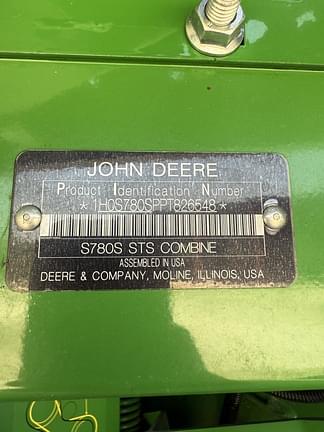 JOHN DEERE
Product Identification Number
*1H0S780SPPT826548*
S780S STS COMBINE
ASSEMBLED IN USA
DEERE & COMPANY, MOLINE, ILLINOIS, USA